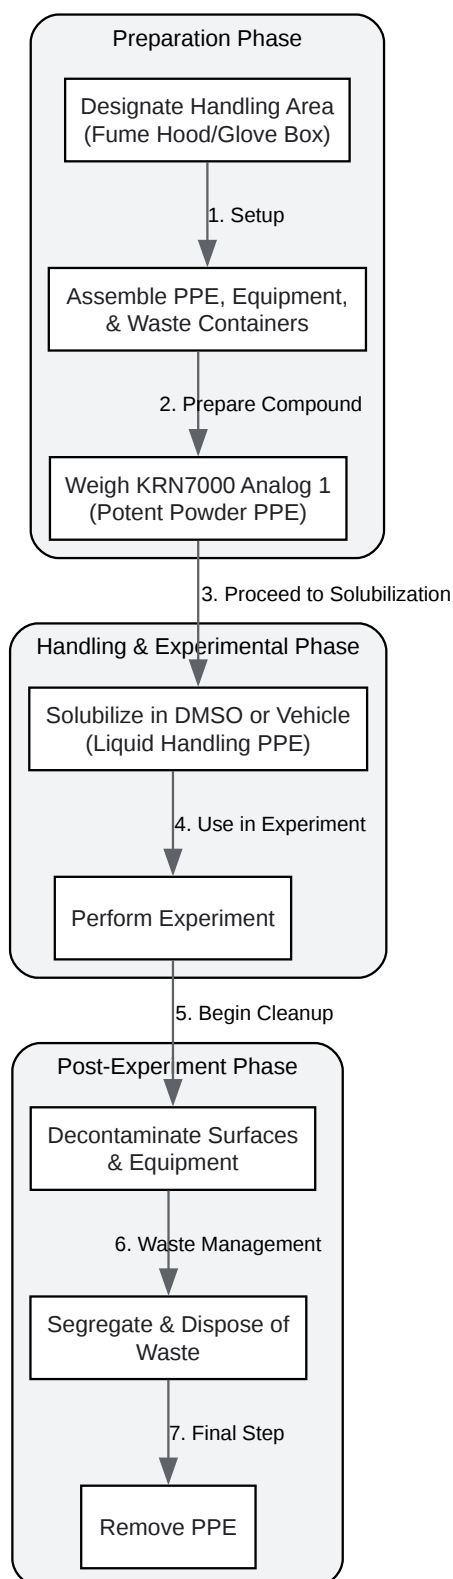 Preparation Phase
Designate Handling Area
(Fume Hood/Glove Box)
1. Setup
Assemble PPE, Equipment,
& Waste Containers
2. Prepare Compound
Weigh KRN7000 Analog 1
(Potent Powder PPE)
3. Proceed to Solubilization
Handling & Experimental Phase
Solubilize in DMSO or Vehicle
(Liquid Handling PPE)
4. Use in Experiment
Perform Experiment
5. Begin Cleanup
Post-Experiment Phase
Decontaminate Surfaces
& Equipment
6. Waste Management
Segregate & Dispose of
Waste
7. Final Step
Remove PPE